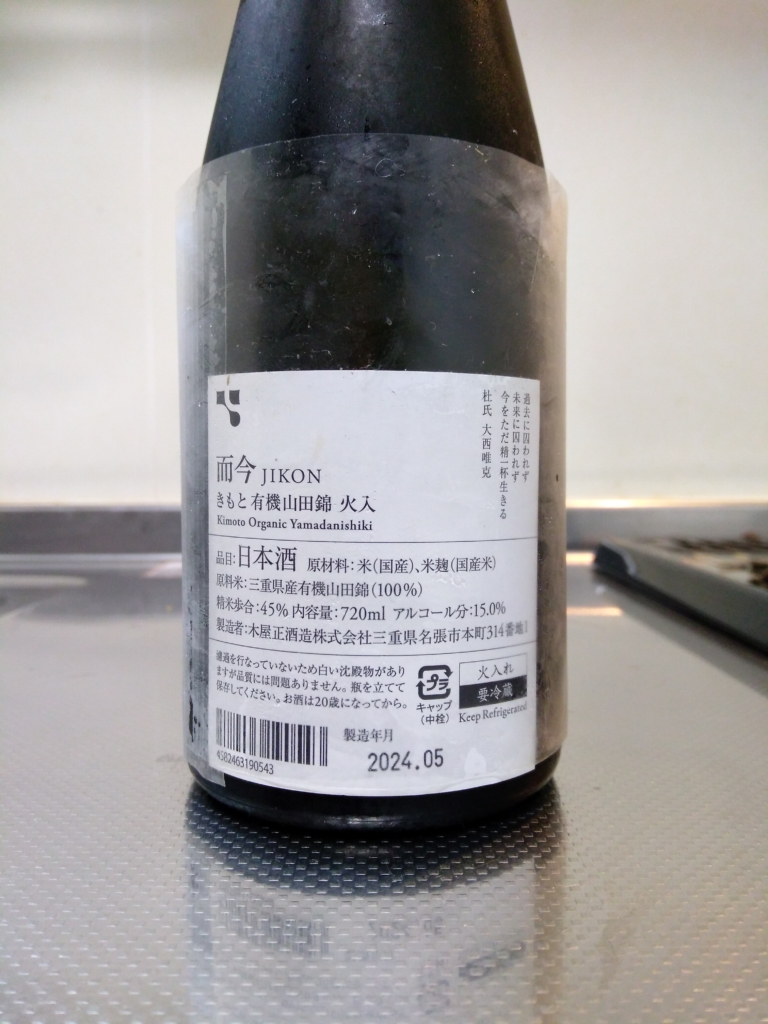 過去に囚われず
未来に囚われず
今をただ精一杯生きる
杜氏 大西唯克
而今 JIKON
きもと有機山田錦 火入
Kimoto Organic Yamadanishiki
品目:日本酒 原材料:米(国産)、米麹(国産米)
原料米:三重県産有機山田錦(100%)
精米歩合:45% 内容量:720ml アルコール分:15.0%
製造者:木屋正酒造株式会社三重県名張市本町314番地1
濾過を行なっていないため白い沈殿物があり
ますが品質には問題ありません。瓶を立てて
保存してください。お酒は20歳になってから。
プラ
キャップ
(中栓)
火入れ
要冷蔵
Keep Refrigerated
4582463190543
製造年月
2024.05